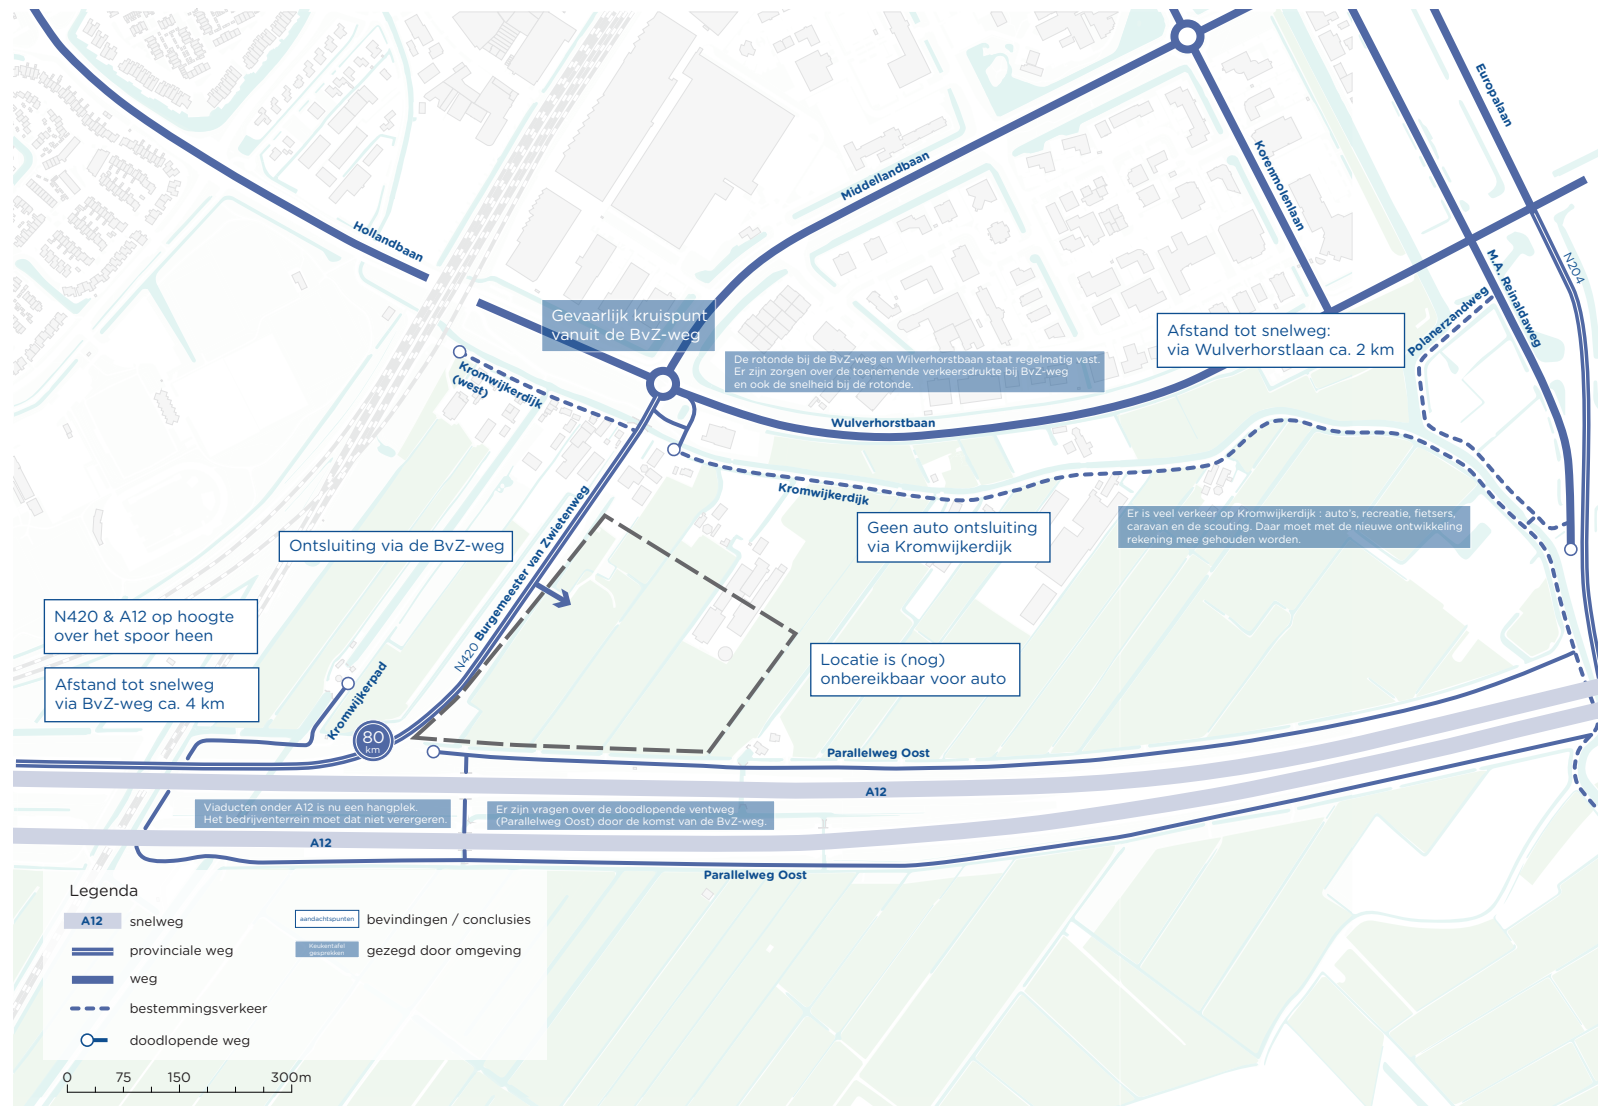 Europalaan
Middellandbaan
Korenmolenlaan
Hollandbaan
M.A. Reinaldaweg
N204
Polanerzandweg
Gevaarlijk kruispunt
vanuit de BvZ-weg
Afstand tot snelweg:
via Wulverhorstlaan ca. 2 km
De rotonde bij de BvZ-weg en Wilverhorstbaan staat regelmatig vast.
Er zijn zorgen over de toenemende verkeersdrukte bij BvZ-weg
en ook de snelheid bij de rotonde.
Kromwijkerdijk
(west)
Wulverhorstbaan
Kromwijkerdijk
Geen auto ontsluiting
via Kromwijkerdijk
Er is veel verkeer op Kromwijkerdijk : auto's, recreatie, fietsers,
caravan en de scouting. Daar moet met de nieuwe ontwikkeling
rekening mee gehouden worden.
Ontsluiting via de BvZ-weg
N420 Burgemeester van Zwietenweg
N420 & A12 op hoogte
over het spoor heen
Afstand tot snelweg
via BvZ-weg ca. 4 km
Locatie is (nog)
onbereikbaar voor auto
Kromwijkerpad
80
km
Parallelweg Oost
A12
Viaducten onder A12 is nu een hangplek.
Het bedrijventerrein moet dat niet verergeren.
Er zijn vragen over de doodlopende ventweg
(Parallelweg Oost) door de komst van de BvZ-weg.
A12
Parallelweg Oost
Legenda
A12 snelweg
provinciale weg
weg
bestemmingsverkeer
doodlopende weg
aandachtspunten bevindingen / conclusies
Keukentafel
gesprekken
gezegd door omgeving
0 75 150 300m